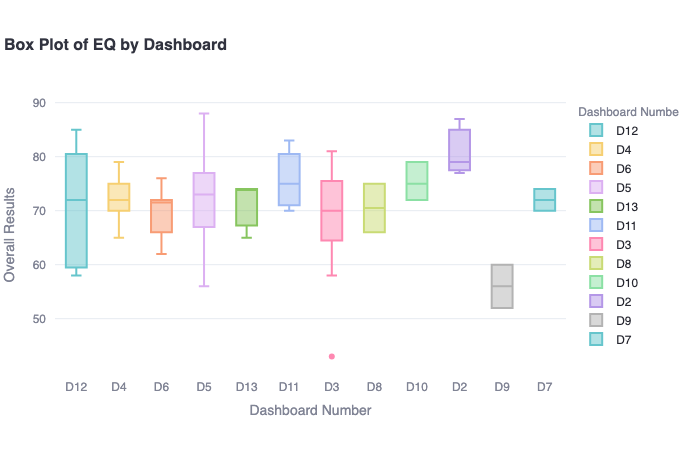 Box Plot of EQ by Dashboard
Overall Results
90
80
70
60
50
D12 D4 D6 D5 D13 D11 D3 D8 D10 D2 D9 D7
Dashboard Number
Dashboard Numbe
D12
D4
D6
D5
D13
D11
D3
D8
D10
D2
D9
D7